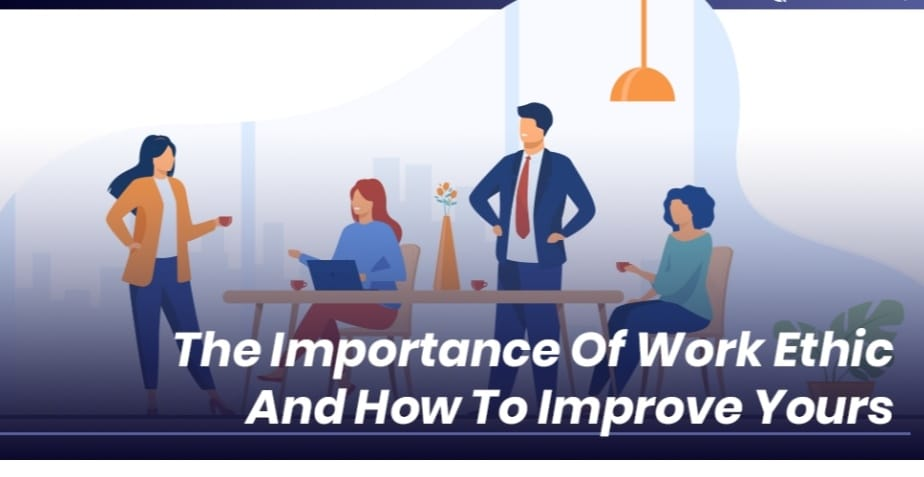 The Importance Of Work Ethic
And How To Improve Yours